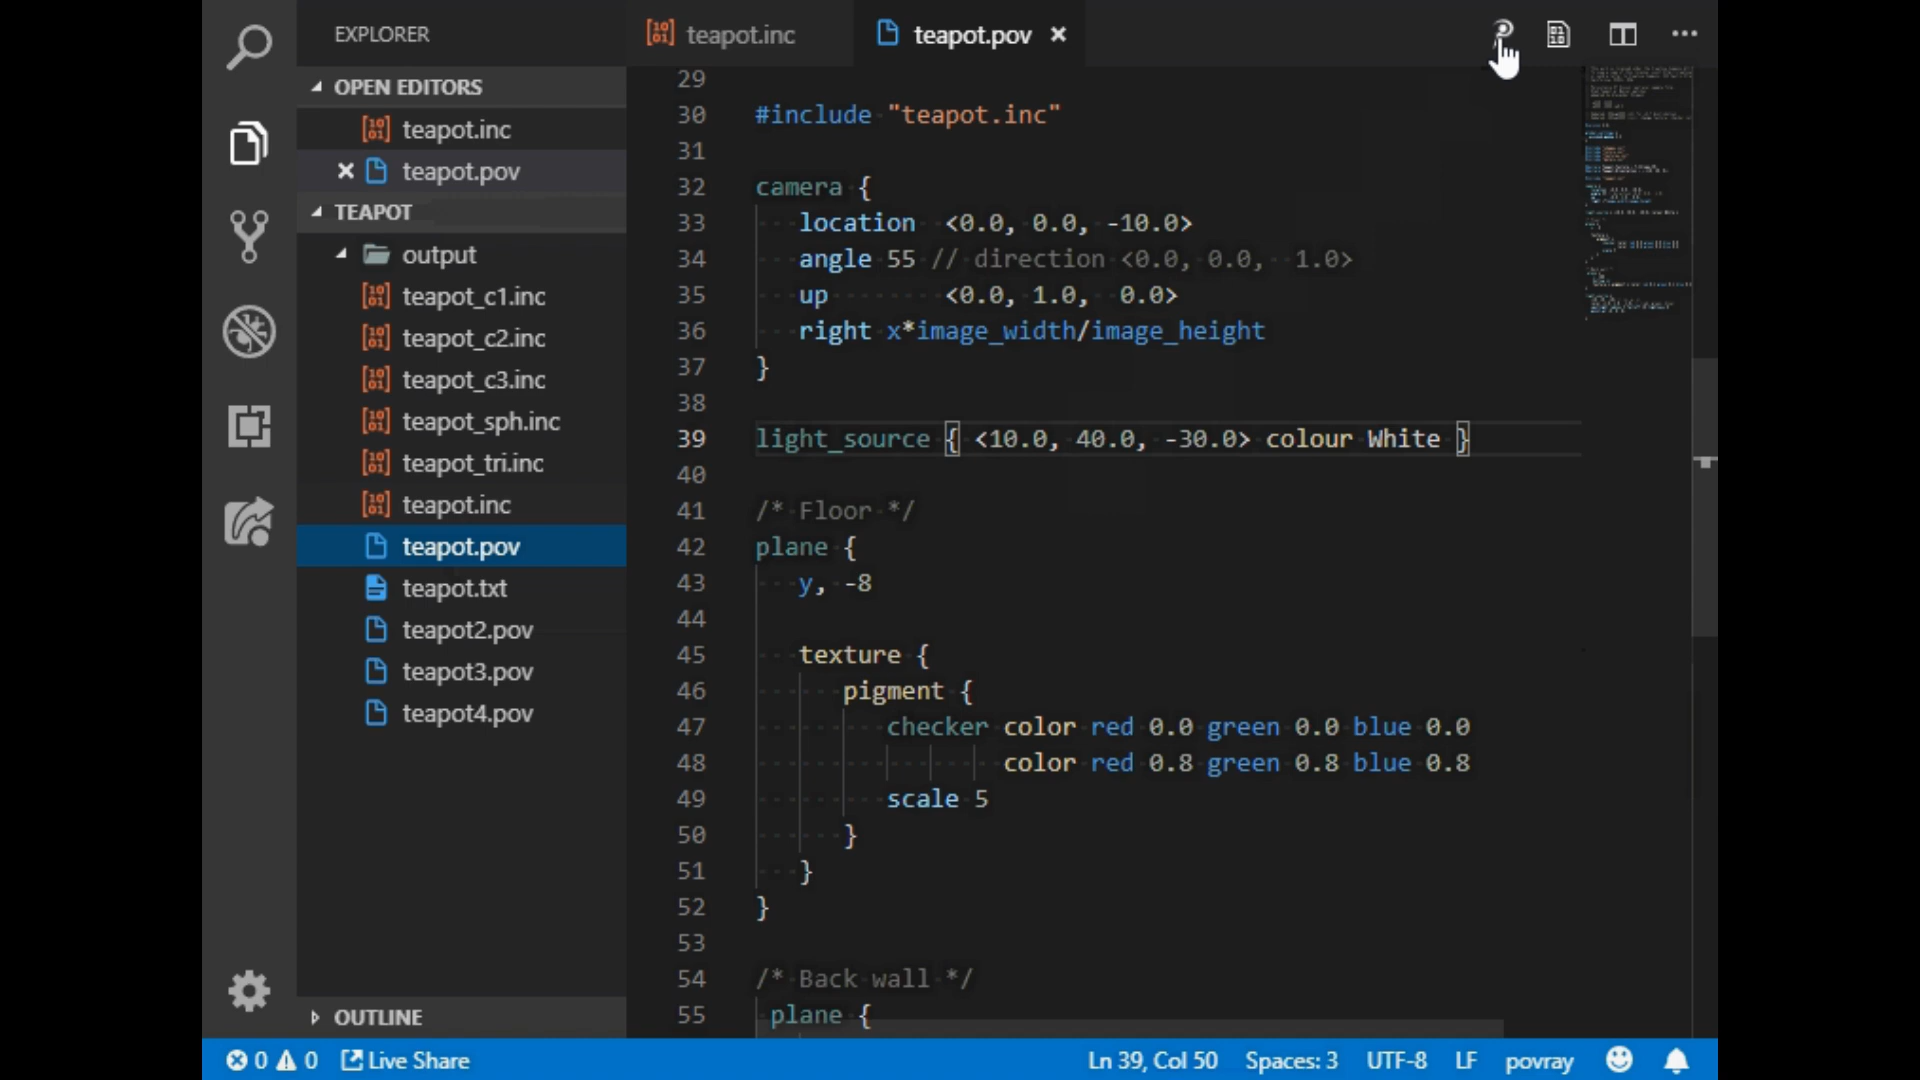 EXPLORER
OPEN EDITORS
teapot.inc
teapot.pov
TEAPOT
output
teapot_c1.inc
teapot_c2.inc
teapot_c3.inc
teapot_sph.inc
teapot_tri.inc
teapot.inc
teapot.pov
teapot.txt
teapot2.pov
teapot3.pov
teapot4.pov
OUTLINE
teapot.inc teapot.pov
29
30 #include "teapot.inc"
31
32 camera {
33 location <0.0, 0.0, -10.0>
34 angle 55 // direction <0.0, 0.0, 1.0>
35 up <0.0, 1.0, 0.0>
36 right x*image_width/image_height
37 }
38
39 light_source { <10.0, 40.0, -30.0> colour White }
40
41 /* Floor */
42 plane {
43 y, -8
44
45 texture {
46 pigment {
47 checker color red 0.0 green 0.0 blue 0.0
48 color red 0.8 green 0.8 blue 0.8
49 scale 5
50 }
51 }
52 }
53
54 /* Back wall */
55 plane {
0 0 Live Share Ln 39, Col 50 Spaces: 3 UTF-8 LF povray